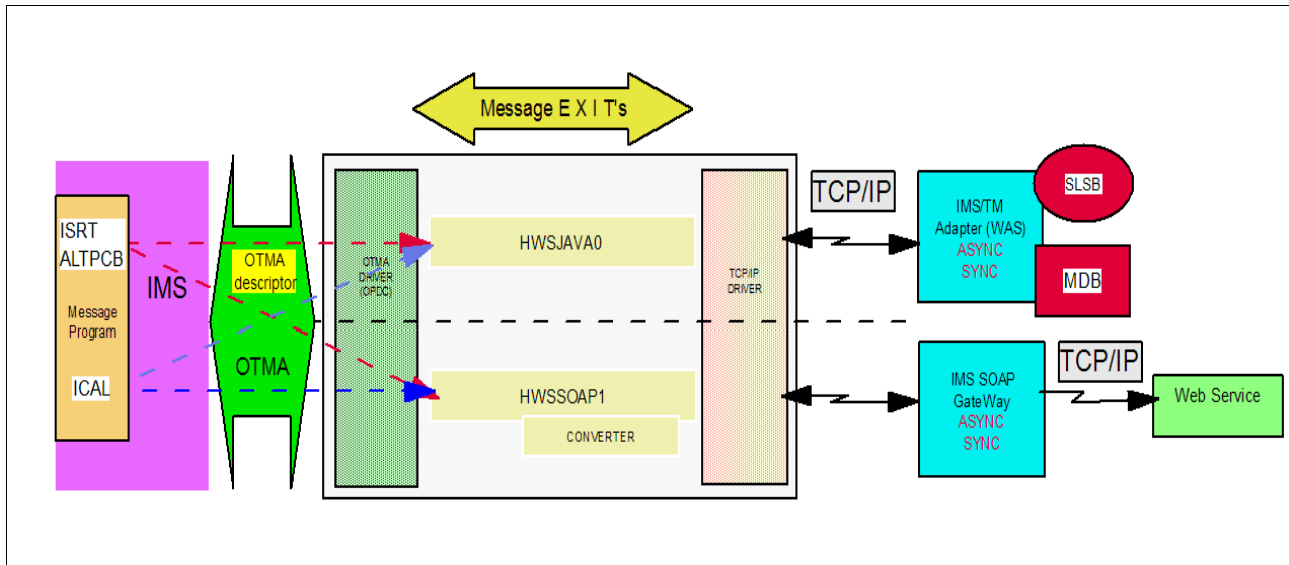 Message E X I T's
ISRT
ALTPCB
Message
Program
ICAL
IMS
OTMA
descriptor
OTMA
OTMA
DRIVER
(OPDC)
HWSJAVA0
HWSSOAP1
CONVERTER
TCP/IP
DRIVER
TCP/IP
IMS/TM
Adapter (WAS)
ASYNC
SYNC
SLSB
MDB
IMS SOAP
GateWay
ASYNC
SYNC
TCP/IP
Web Service